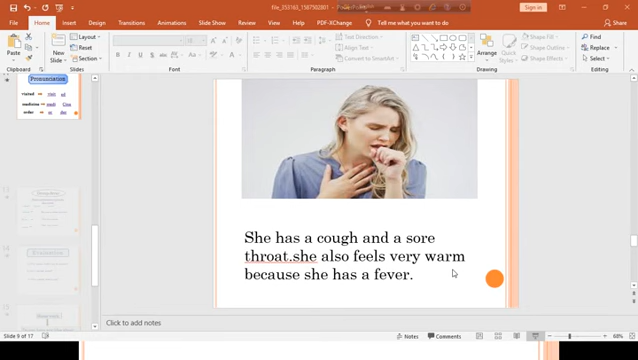 file_353163_1587902801 -
Sign in
File Home Insert Design Transitions Animations Slide Show Review View Help PDF-XChange Tell me what you want to do Share
Paste
New Slide
Layout
Reset
Section
Text Direction
Align Text
Convert to SmartArt
Arrange
Quick Styles
Shape Fill
Shape Outline
Shape Effects
Find
Replace
Select
Clipboard Slides Font Paragraph Drawing Editing
Pronunciation
She has a cough and a sore
throat.she also feels very warm
because she has a fever.
Click to add notes
Slide 9 of 17 Notes Comments 68%